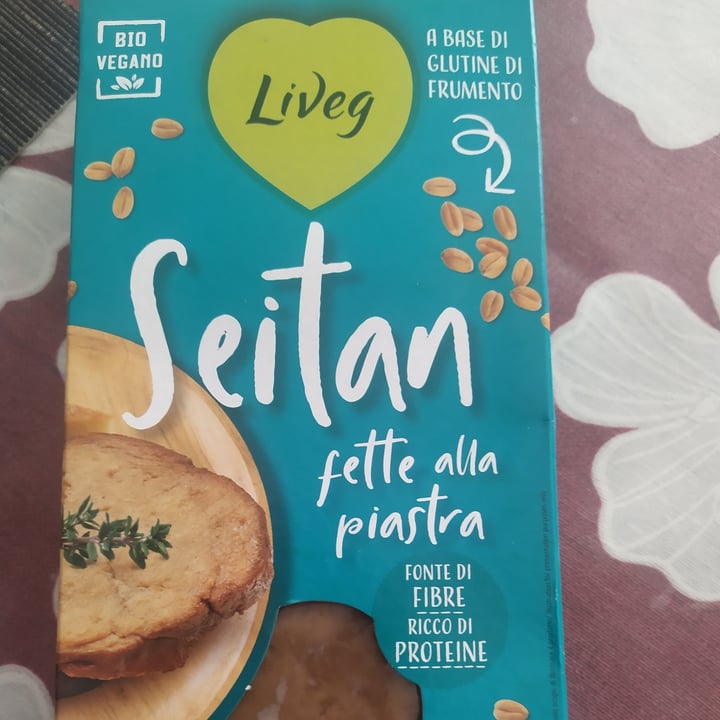 BIO
VEGANO
Liveg
A BASE DI
GLUTINE DI
FRUMENTO
Seitan
fette alla
piastra
FONTE DI
FIBRE
RICCO DI
PROTEINE